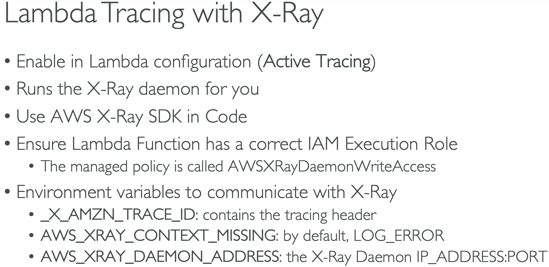 Lambda Tracing with X-Ray
• Enable in Lambda configuration (Active Tracing)
• Runs the X-Ray daemon for you
• Use AWS X-Ray SDK in Code
• Ensure Lambda Function has a correct IAM Execution Role
• The managed policy is called AWSXRayDaemonWriteAccess
• Environment variables to communicate with X-Ray
• _X_AMZN_TRACE_ID: contains the tracing header
• AWS_XRAY_CONTEXT_MISSING: by default, LOG_ERROR
• AWS_XRAY_DAEMON_ADDRESS: the X-Ray Daemon IP_ADDRESS:PORT